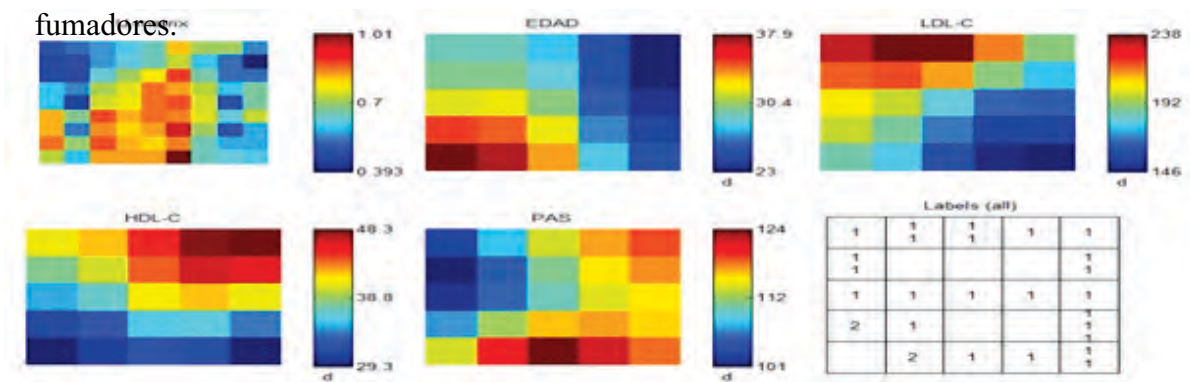 fumadores.
EDAD
LDL-C
1.01
0.7
0.393
37.9
30.4
23
d
238
192
146
d
HDL-C
PAS
Labels (all)
48.3
38.8
29.3
d
124
112
101
d
1 1 1 1 1
1 1
1 1
1 1
1 1 1 1 1
2 1 1
1
1
2 1 1 1
1